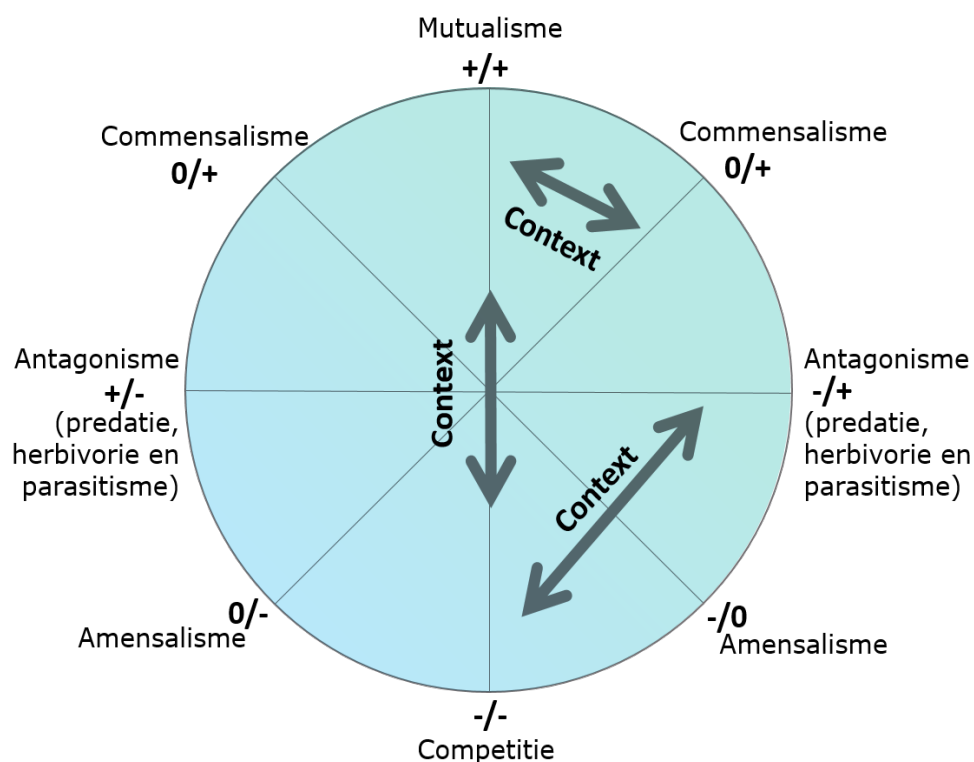 Mutualisme
+/+
Commensalisme
0/+
Commensalisme
0/+
Context
Context
Antagonisme
+/-
(predatie,
herbivorie en
parasitisme)
Antagonisme
-/+
(predatie,
herbivorie en
parasitisme)
Context
0/-
Amensalisme
-/0
Amensalisme
-/-
Competitie